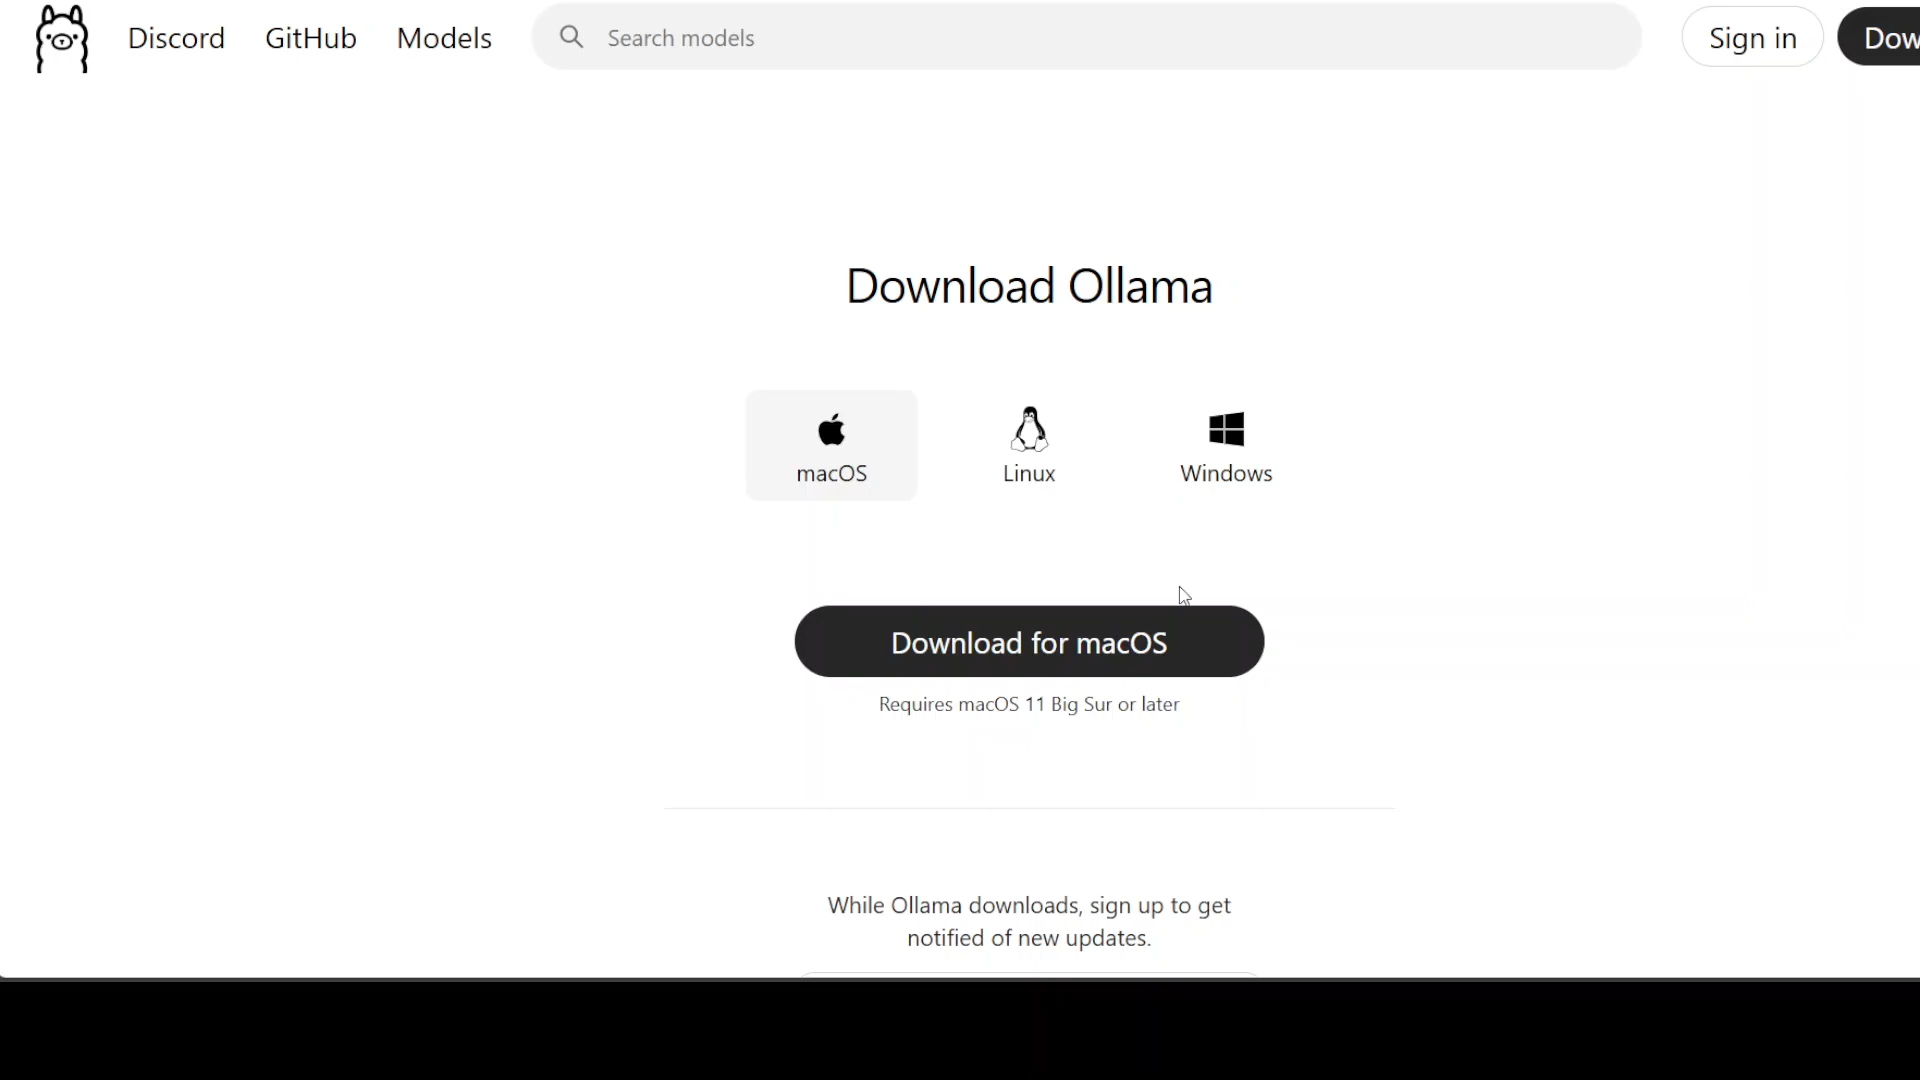 Discord
GitHub
Models
Search models
Sign in
Dow
Download Ollama
macOS
Linux
Windows
Download for macOS
Requires macOS 11 Big Sur or later
While Ollama downloads, sign up to get
notified of new updates.